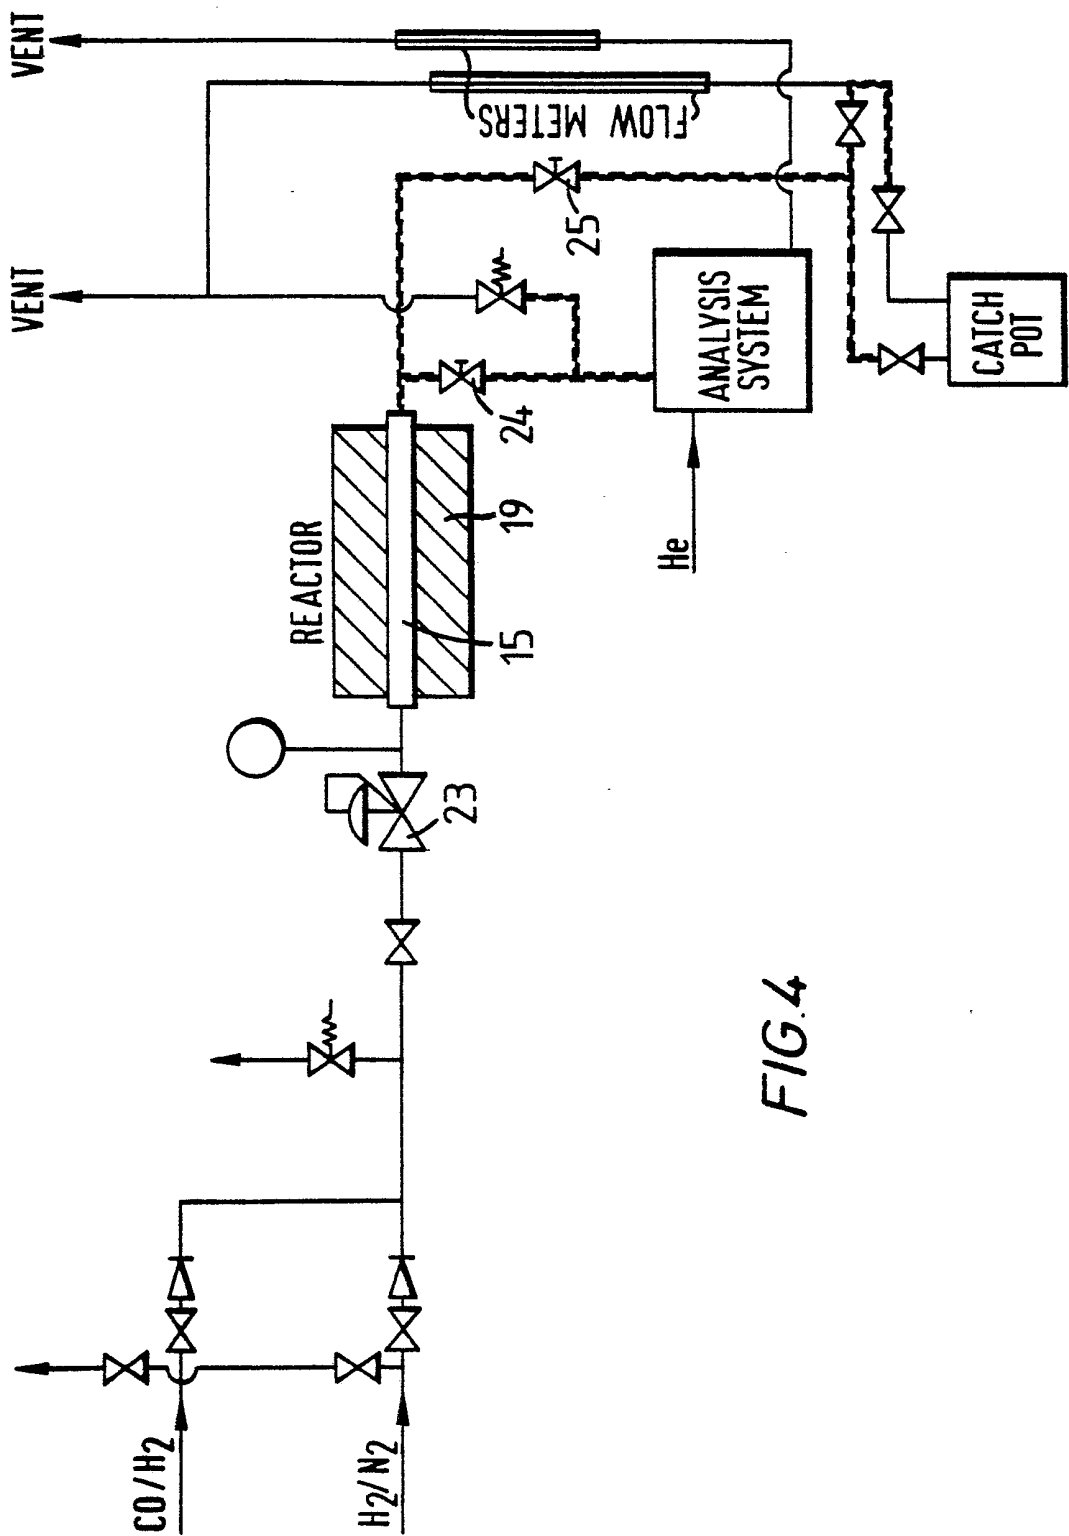 CO/H2
H2/N2
23
REACTOR
15
19
24
25
He
ANALYSIS
SYSTEM
CATCH
POT
FLOW METERS
VENT
VENT
FIG.4